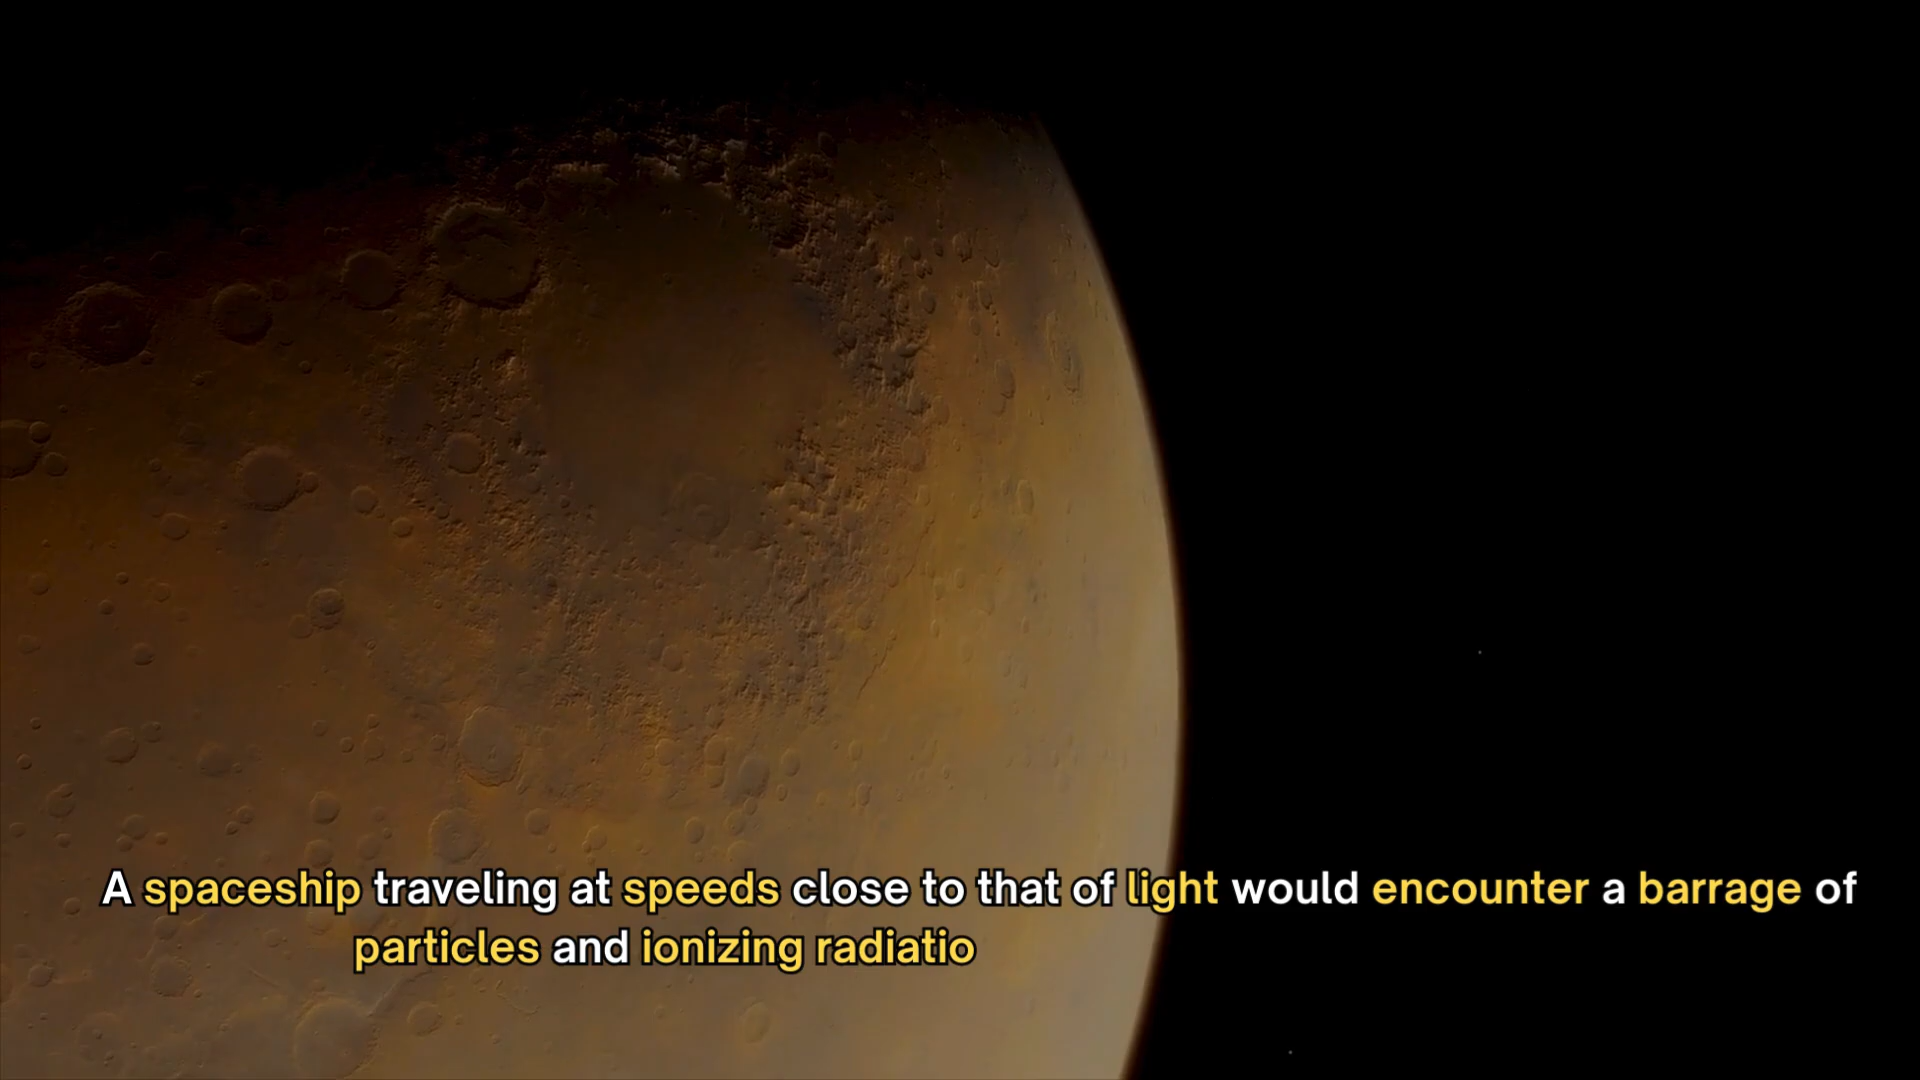 A spaceship traveling at speeds close to that of light would encounter a barrage of
particles and ionizing radiatio